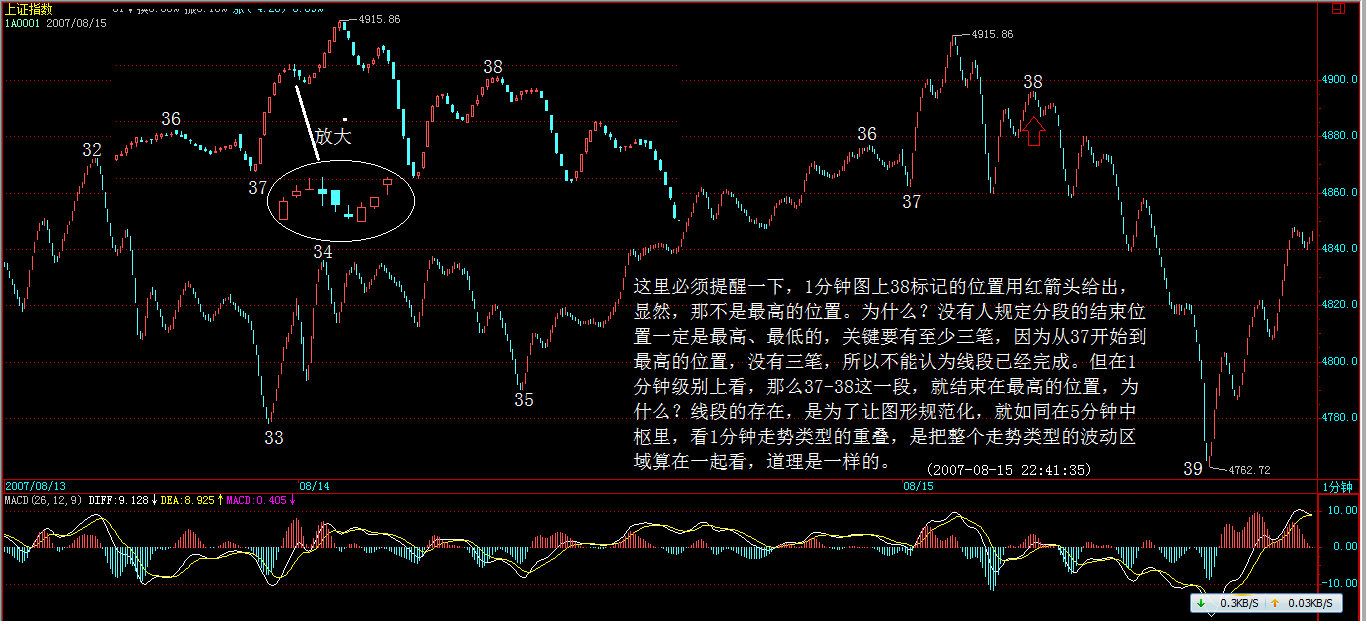 上证指数
1A0001 2007/08/15
4915.86
4915.86
38
38
36
36
32
放大
37
37
34
35
33
39
4762.72
4900.0
4880.0
4860.0
4840.0
4820.0
4800.0
4780.0
这里必须提醒一下，1分钟图上38标记的位置用红箭头给出，
显然，那不是最高的位置。为什么？没有人规定分段的结束位
置一定是最高、最低的，关键要有至少三笔，因为从37开始到
最高的位置，没有三笔，所以不能认为线段已经完成。但在1
分钟级别上看，那么37-38这一段，就结束在最高的位置，为
什么？线段的存在，是为了让图形规范化，就如同在5分钟中
枢里，看1分钟走势类型的重叠，是把整个走势类型的波动区
域算在一起看，道理是一样的。
(2007-08-15 22:41:35)
2007/08/13 08/14 08/15 1分钟
MACD(26,12,9) DIFF:9.128↓ DEA:8.925↑ MACD:0.405↓
10.00
0.00
-10.00
↓ 0.3KB/S ↑ 0.03KB/S